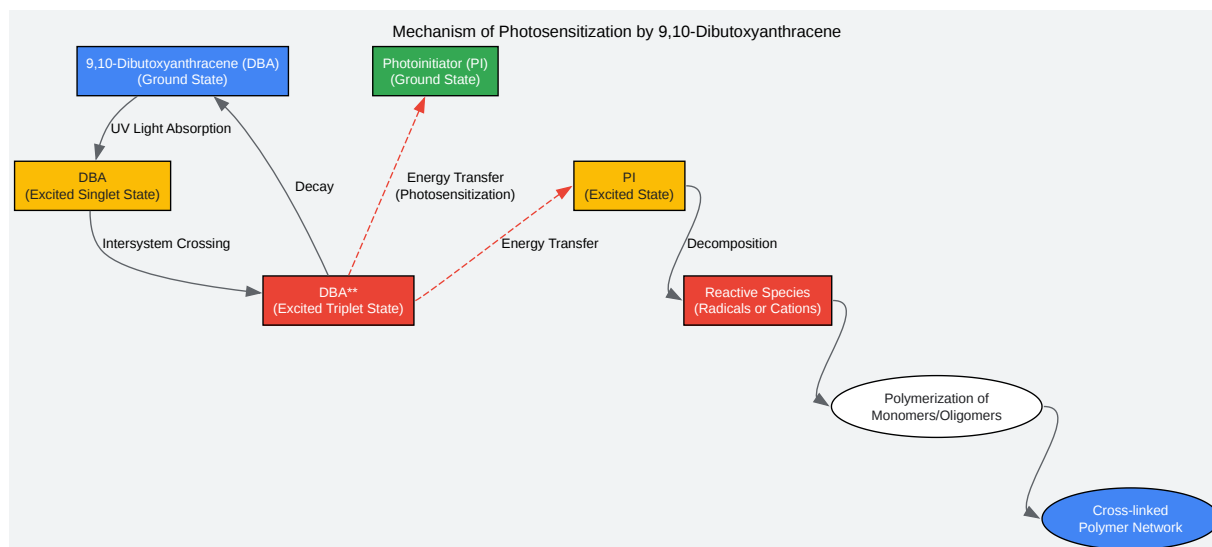 Mechanism of Photosensitization by 9,10-Dibutoxyanthracene
9,10-Dibutoxyanthracene (DBA)
(Ground State)
Photoinitiator (PI)
(Ground State)
UV Light Absorption
DBA
(Excited Singlet State)
Decay
Energy Transfer
(Photosensitization)
PI
(Excited State)
Intersystem Crossing
Energy Transfer
Decomposition
DBA**
(Excited Triplet State)
Reactive Species
(Radicals or Cations)
Polymerization of
Monomers/Oligomers
Cross-linked
Polymer Network